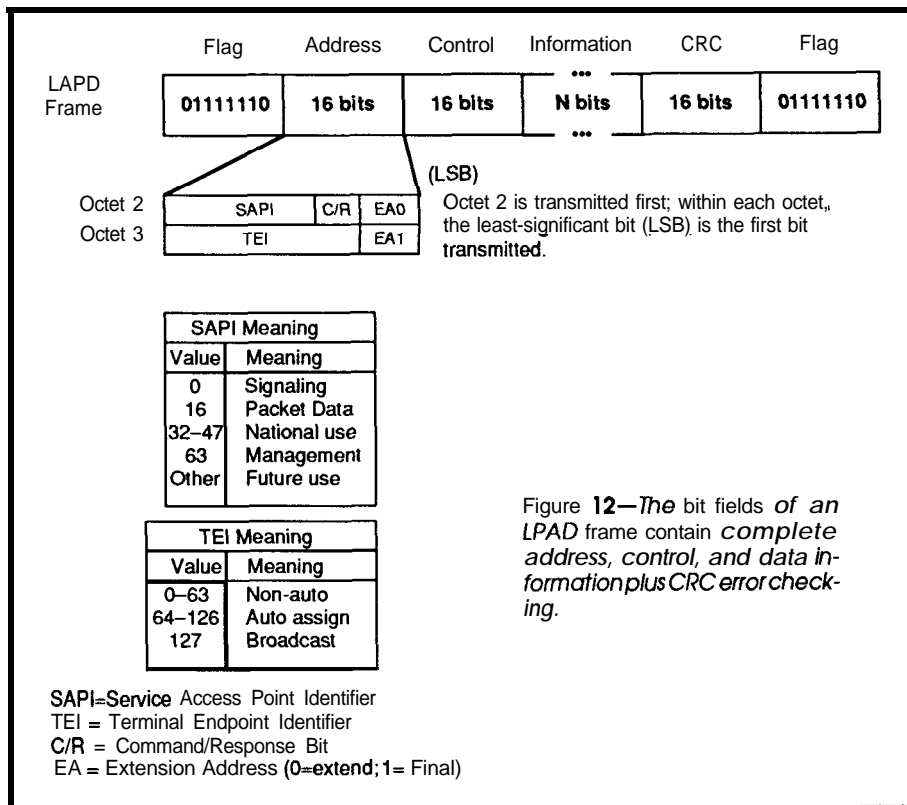 Flag Address Control Information CRC Flag
LAPD Frame
01111110 16 bits 16 bits ••• N bits ••• 16 bits 01111110
(LSB)
Octet 2 SAPI C/R EA0
Octet 3 TEI EA1
Octet 2 is transmitted first; within each octet,
the least-significant bit (LSB) is the first bit
transmitted.
SAPI Meaning
Value Meaning
0 Signaling
16 Packet Data
32–47 National use
63 Management
Other Future use
TEI Meaning
Value Meaning
0–63 Non-auto
64–126 Auto assign
127 Broadcast
Figure 12—The bit fields of an
LPAD frame contain complete
address, control, and data in-
formation plus CRC error check-
ing.
SAPI=Service Access Point Identifier
TEI = Terminal Endpoint Identifier
C/R = Command/Response Bit
EA = Extension Address (0=extend; 1= Final)